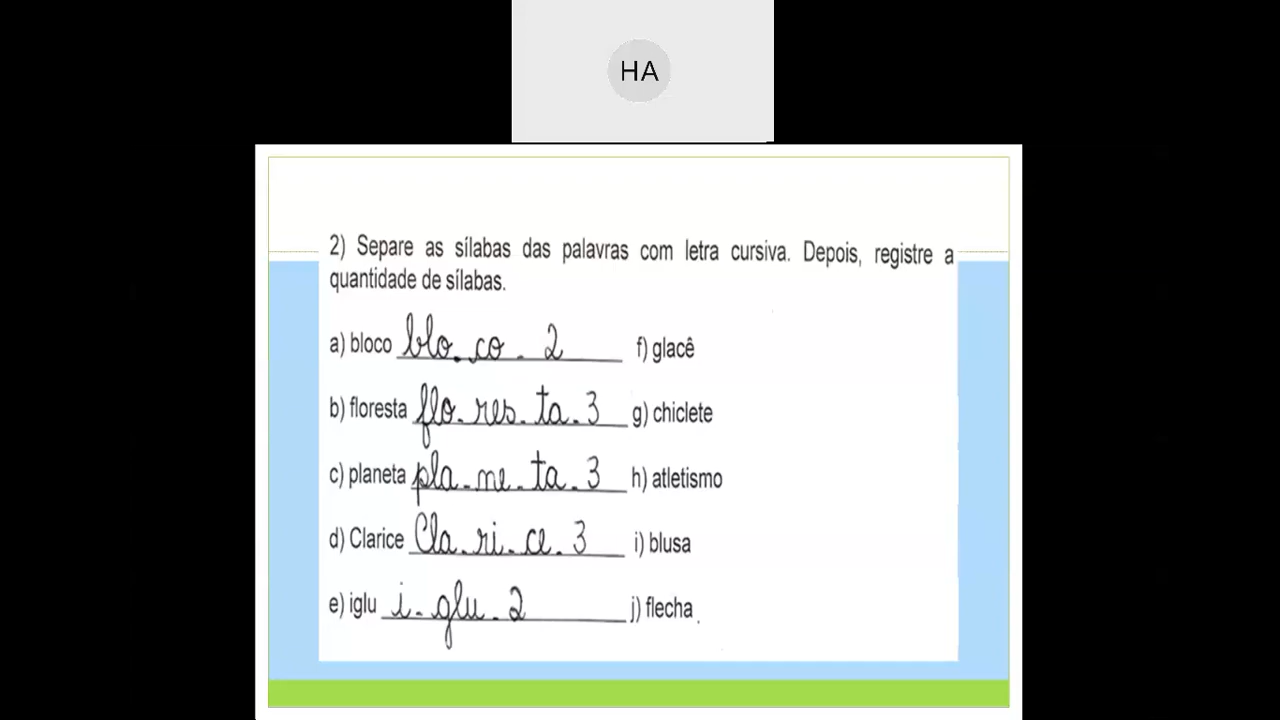 HA
2) Separe as sílabas das palavras com letra cursiva. Depois, registre a
quantidade de sílabas.
a) bloco blo. co. 2 f) glacê
b) floresta flo. res. ta. 3 g) chiclete
c) planeta pla. ne. ta. 3 h) atletismo
d) Clarice Cla. ri. ce. 3 i) blusa
e) iglu i. glu. 2 j) flecha.